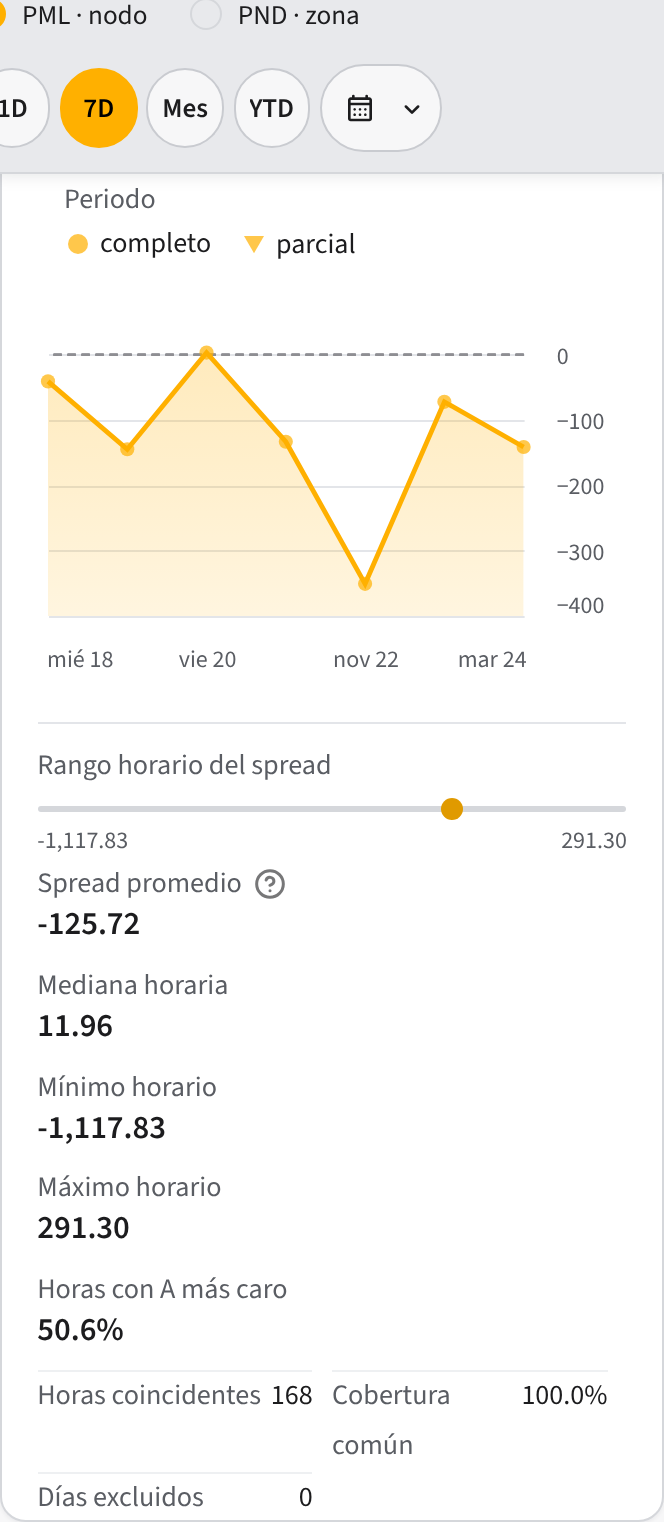 PML · nodo PND · zona
1D 7D Mes YTD
Periodo
completo parcial
0
−100
−200
−300
−400
mié 18 vie 20 nov 22 mar 24
Rango horario del spread
-1,117.83 291.30
Spread promedio ?
-125.72
Mediana horaria
11.96
Mínimo horario
-1,117.83
Máximo horario
291.30
Horas con A más caro
50.6%
Horas coincidentes 168 Cobertura 100.0%
común
Días excluidos 0